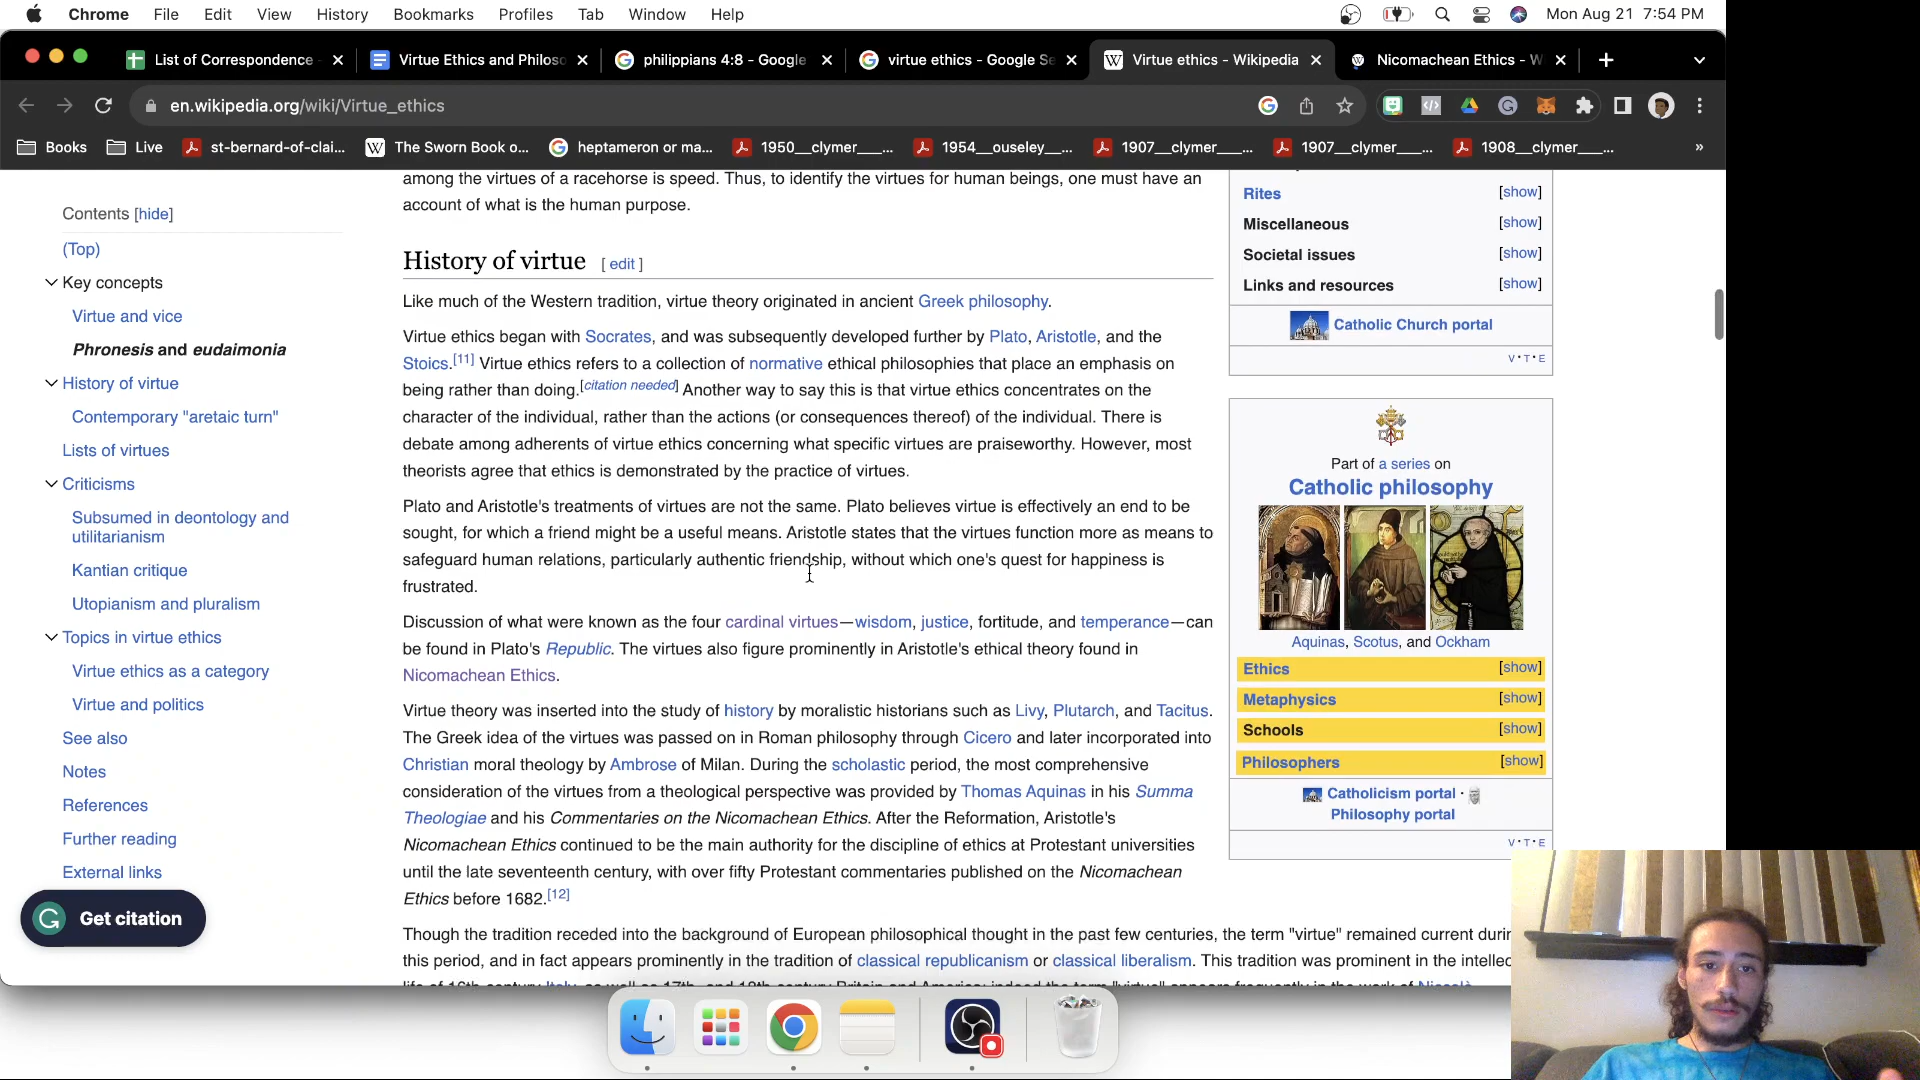 Chrome File Edit View History Bookmarks Profiles Tab Window Help Mon Aug 21 7:54 PM
List of Correspondence Virtue Ethics and Philoso philippians 4:8 - Google virtue ethics - Google Se Virtue ethics - Wikipedia Nicomachean Ethics - W
en.wikipedia.org/wiki/Virtue_ethics
Books Live st-bernard-of-clai... The Sworn Book o... heptameron or ma... 1950__clymer__... 1954__ouseley__... 1907__clymer__... 1907__clymer__... 1908__clymer__... »
Contents [hide]
(Top)
Key concepts
Virtue and vice
Phronesis and eudaimonia
History of virtue
Contemporary "aretaic turn"
Lists of virtues
Criticisms
Subsumed in deontology and
utilitarianism
Kantian critique
Utopianism and pluralism
Topics in virtue ethics
Virtue ethics as a category
Virtue and politics
See also
Notes
References
Further reading
External links
Get citation
among the virtues of a racehorse is speed. Thus, to identify the virtues for human beings, one must have an
account of what is the human purpose.
History of virtue [ edit ]
Like much of the Western tradition, virtue theory originated in ancient Greek philosophy.
Virtue ethics began with Socrates, and was subsequently developed further by Plato, Aristotle, and the
Stoics.[11] Virtue ethics refers to a collection of normative ethical philosophies that place an emphasis on
being rather than doing.[citation needed] Another way to say this is that virtue ethics concentrates on the
character of the individual, rather than the actions (or consequences thereof) of the individual. There is
debate among adherents of virtue ethics concerning what specific virtues are praiseworthy. However, most
theorists agree that ethics is demonstrated by the practice of virtues.
Plato and Aristotle's treatments of virtues are not the same. Plato believes virtue is effectively an end to be
sought, for which a friend might be a useful means. Aristotle states that the virtues function more as means to
safeguard human relations, particularly authentic friendship, without which one's quest for happiness is
frustrated.
Discussion of what were known as the four cardinal virtues—wisdom, justice, fortitude, and temperance—can
be found in Plato's Republic. The virtues also figure prominently in Aristotle's ethical theory found in
Nicomachean Ethics.
Virtue theory was inserted into the study of history by moralistic historians such as Livy, Plutarch, and Tacitus.
The Greek idea of the virtues was passed on in Roman philosophy through Cicero and later incorporated into
Christian moral theology by Ambrose of Milan. During the scholastic period, the most comprehensive
consideration of the virtues from a theological perspective was provided by Thomas Aquinas in his Summa
Theologiae and his Commentaries on the Nicomachean Ethics. After the Reformation, Aristotle's
Nicomachean Ethics continued to be the main authority for the discipline of ethics at Protestant universities
until the late seventeenth century, with over fifty Protestant commentaries published on the Nicomachean
Ethics before 1682.[12]
Though the tradition receded into the background of European philosophical thought in the past few centuries, the term "virtue" remained current durin
this period, and in fact appears prominently in the tradition of classical republicanism or classical liberalism. This tradition was prominent in the intellec
Rites [show]
Miscellaneous [show]
Societal issues [show]
Links and resources [show]
Catholic Church portal
V·T·E
Part of a series on
Catholic philosophy
Aquinas, Scotus, and Ockham
Ethics [show]
Metaphysics [show]
Schools [show]
Philosophers [show]
Catholicism portal ·
Philosophy portal
V·T·E